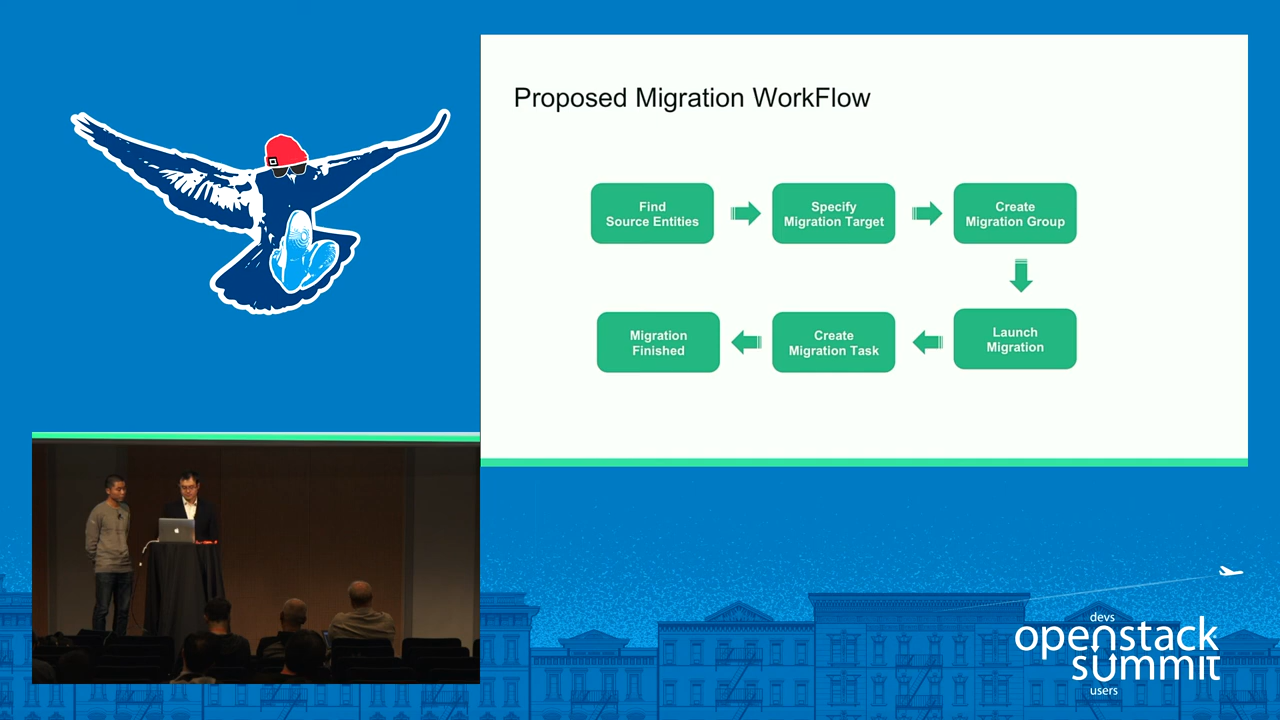 Proposed Migration WorkFlow
Find
Source Entities
Specify
Migration Target
Create
Migration Group
Launch
Migration
Create
Migration Task
Migration
Finished
devs
openstack
summit
users